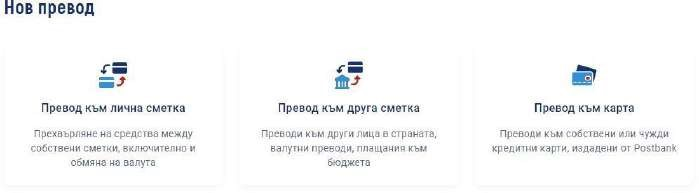 Нов превод
Превод към лична сметка
Прехвърляне на средства между
собствени сметки, включително и
обмяна на валута
Превод към друга сметка
Преводи към други лица в страната,
валутни преводи, плащания към
бюджета
Превод към карта
Преводи към собствени или чужди
кредитни карти, издадени от Postbank